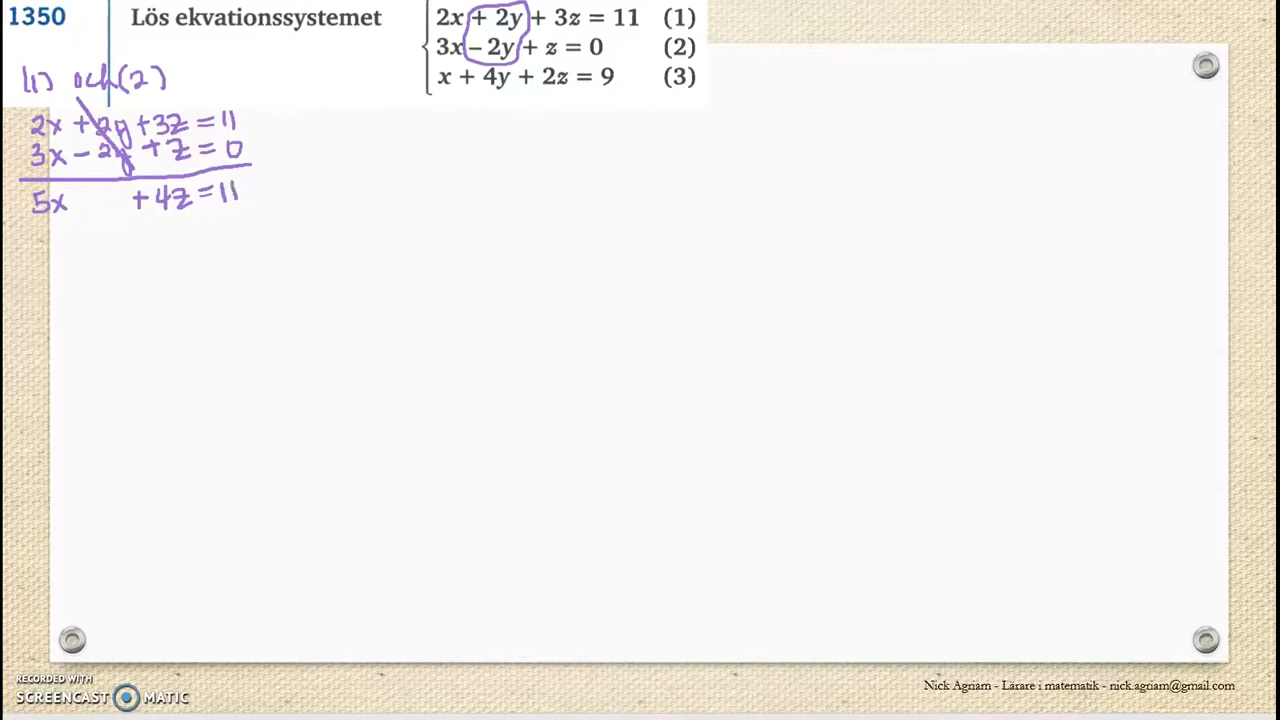 1350 Lös ekvationssystemet
2x + 2y + 3z = 11 (1)
3x – 2y + z = 0 (2)
x + 4y + 2z = 9 (3)
(1) och (2)
2x + 2y + 3z = 11
3x - 2y + z = 0
5x + 4z = 11
RECORDED WITH
SCREENCAST MATIC
Nick Agriam - Lärare i matematik - nick.agriam@gmail.com